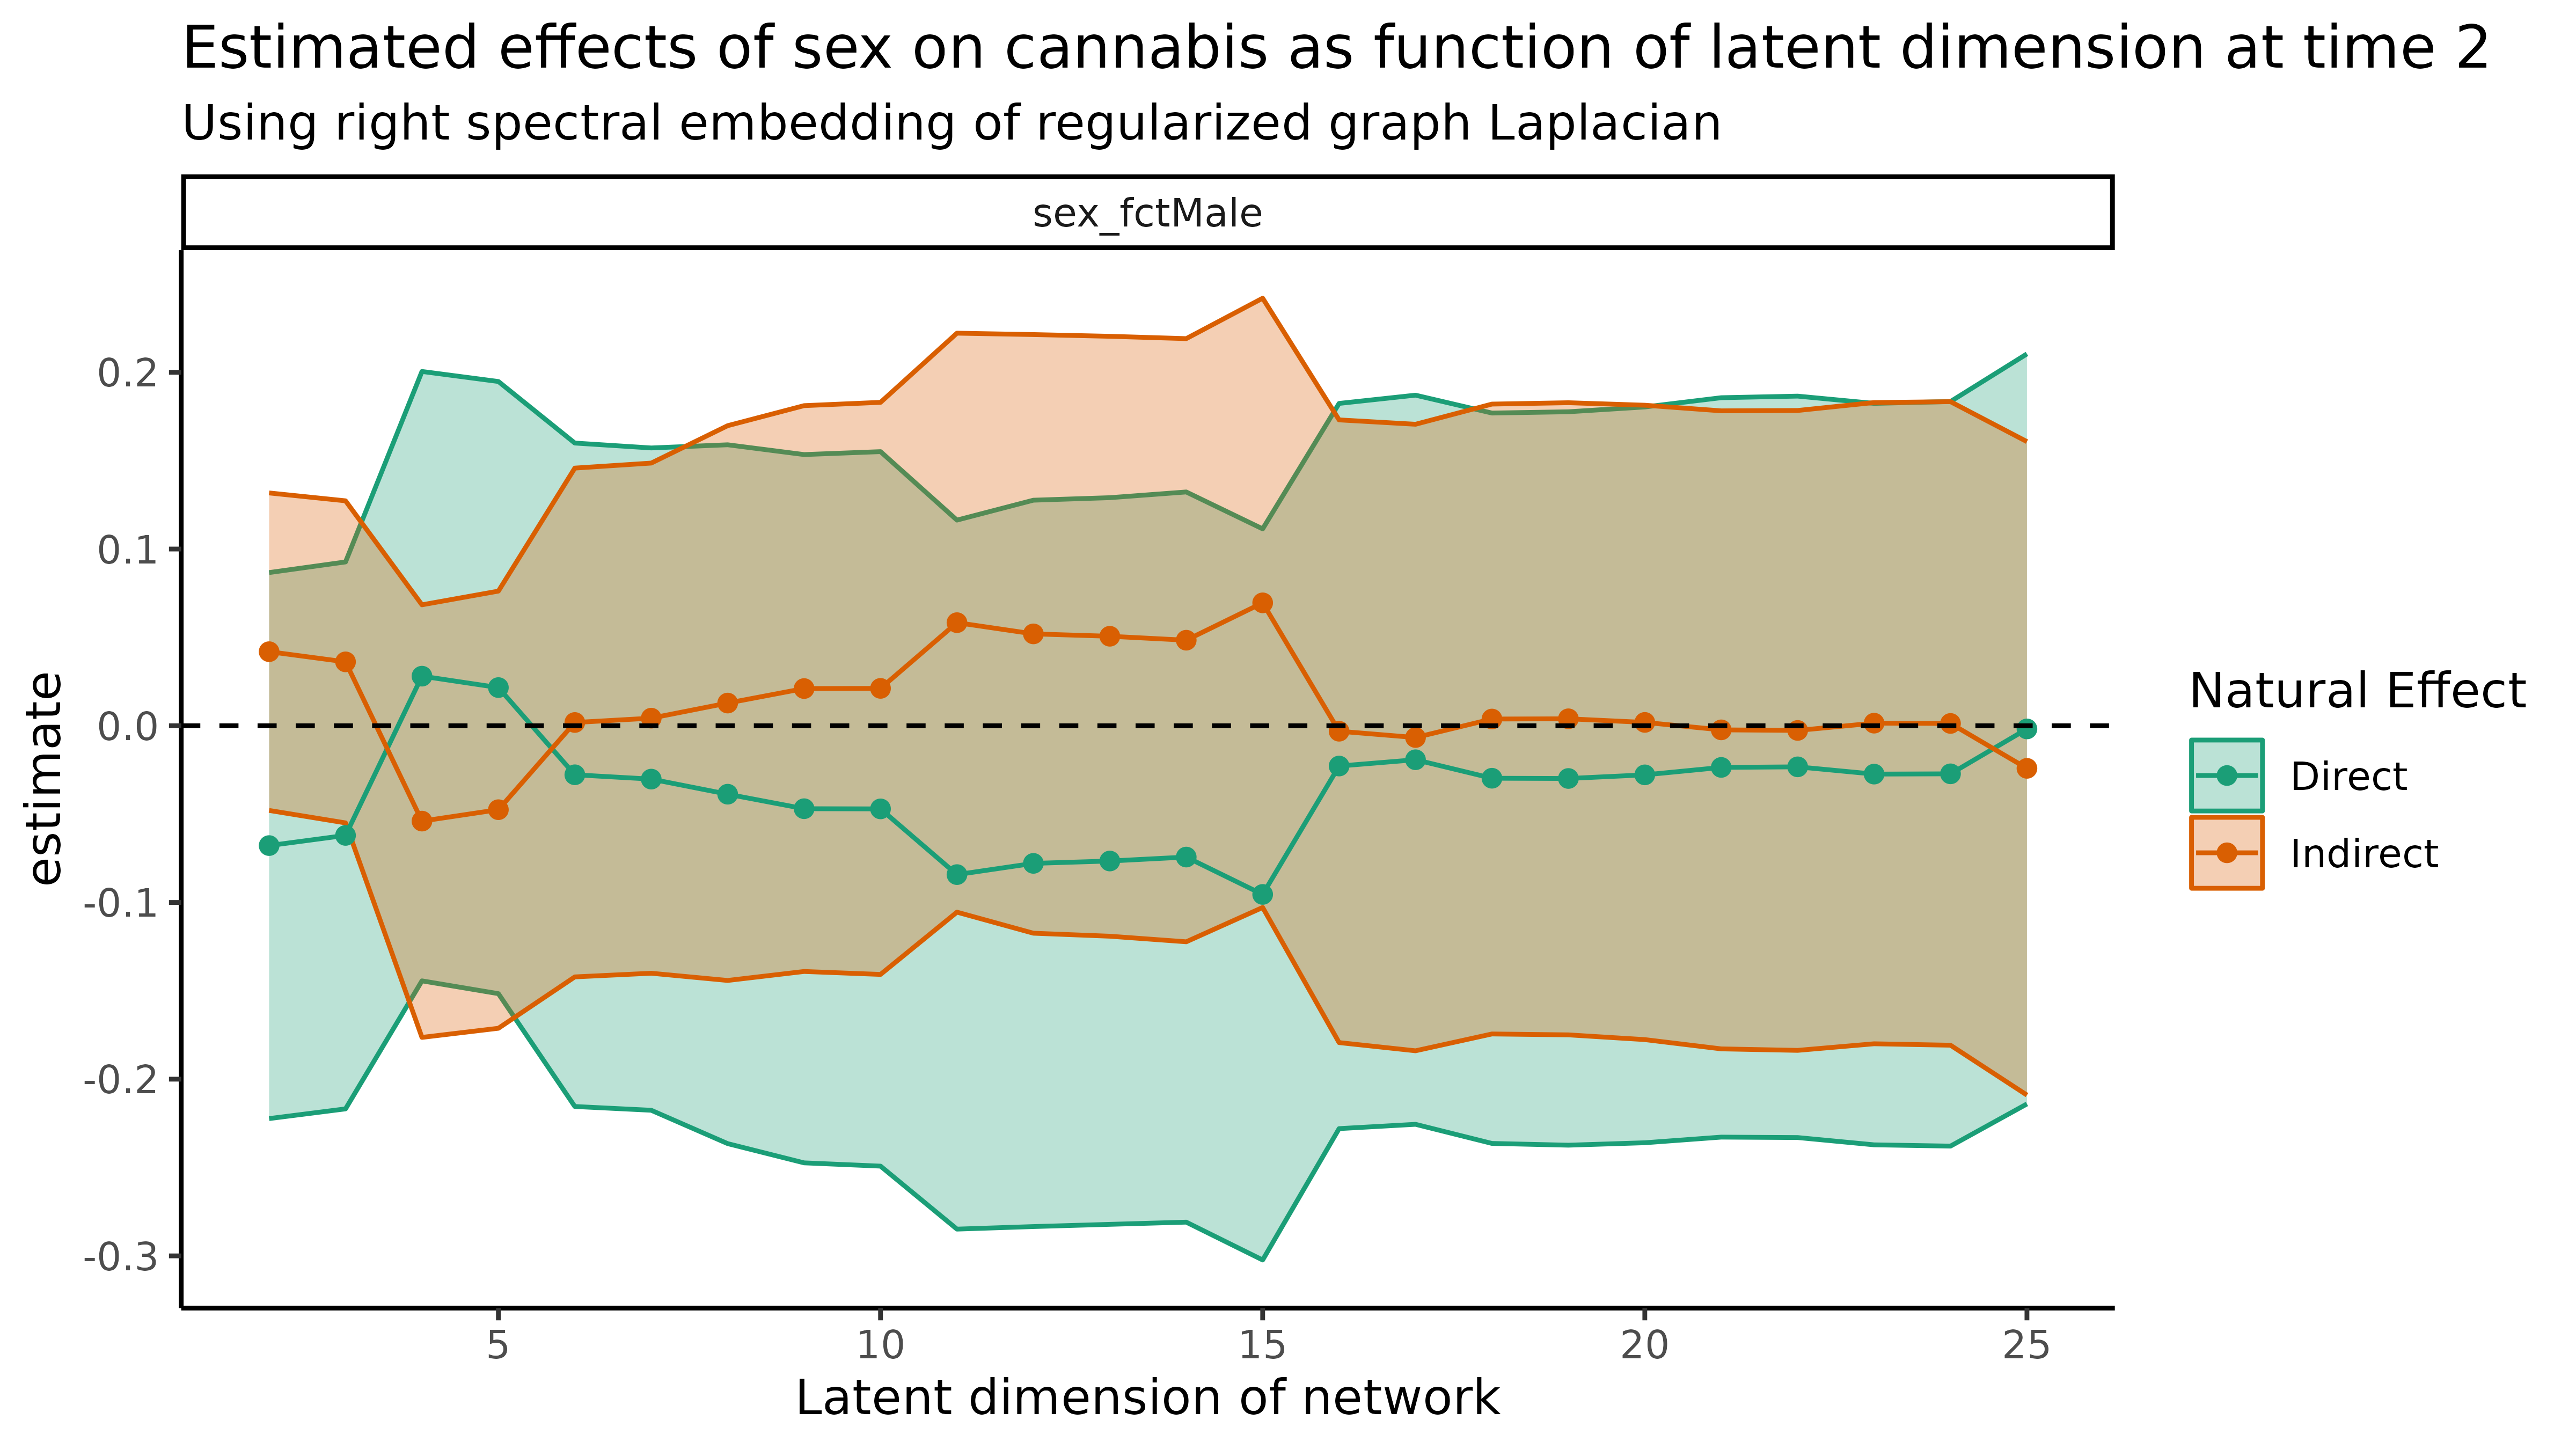 Estimated effects of sex on cannabis as function of latent dimension at time 2
Using right spectral embedding of regularized graph Laplacian
sex_fctMale
0.2
0.1
0.0
-0.1
-0.2
-0.3
estimate
5 10 15 20 25
Latent dimension of network
Natural Effect
Direct
Indirect